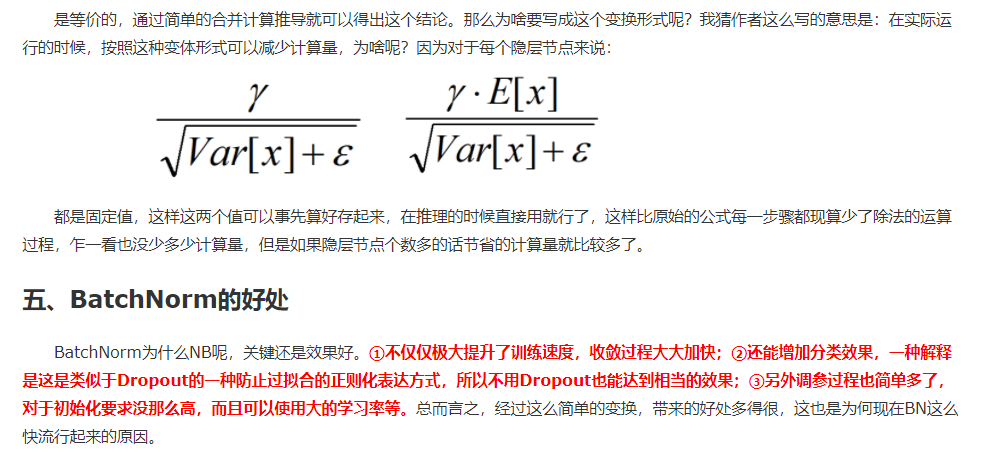 是等价的，通过简单的合并计算推导就可以得出这个结论。那么为啥要写成这个变换形式呢？我猜作者这么写的意思是：在实际运
行的时候，按照这种变体形式可以减少计算量，为啥呢？因为对于每个隐层节点来说：
γ / √(Var[x] + ε)    γ · E[x] / √(Var[x] + ε)
都是固定值，这样这两个值可以事先算好存起来，在推理的时候直接用就行了，这样比原始的公式每一步骤都现算少了除法的运算
过程，乍一看也没少多少计算量，但是如果隐层节点个数多的话节省的计算量就比较多了。
五、BatchNorm的好处
BatchNorm为什么NB呢，关键还是效果好。①不仅仅极大提升了训练速度，收敛过程大大加快；②还能增加分类效果，一种解释
是这是类似于Dropout的一种防止过拟合的正则化表达方式，所以不用Dropout也能达到相当的效果；③另外调参过程也简单多了，
对于初始化要求没那么高，而且可以使用大的学习率等。总而言之，经过这么简单的变换，带来的好处多得很，这也是为何现在BN这么
快流行起来的原因。